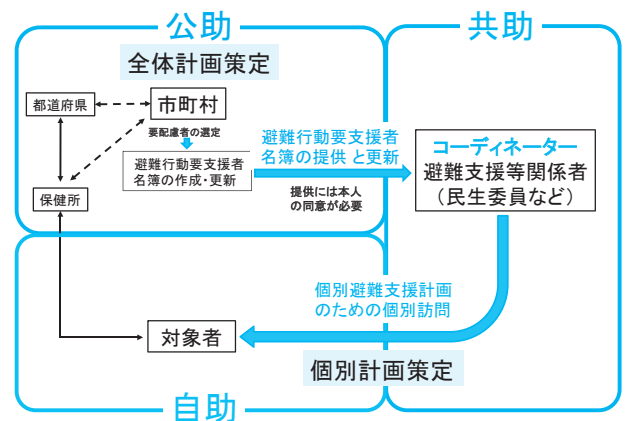 公助
共助
全体計画策定
都道府県
市町村
要配慮者の選定
避難行動要支援者
名簿の作成・更新
保健所
避難行動要支援者
名簿の提供 と更新
提供には本人
の同意が必要
コーディネーター
避難支援等関係者
（民生委員など）
個別避難支援計画
のための個別訪問
対象者
個別計画策定
自助